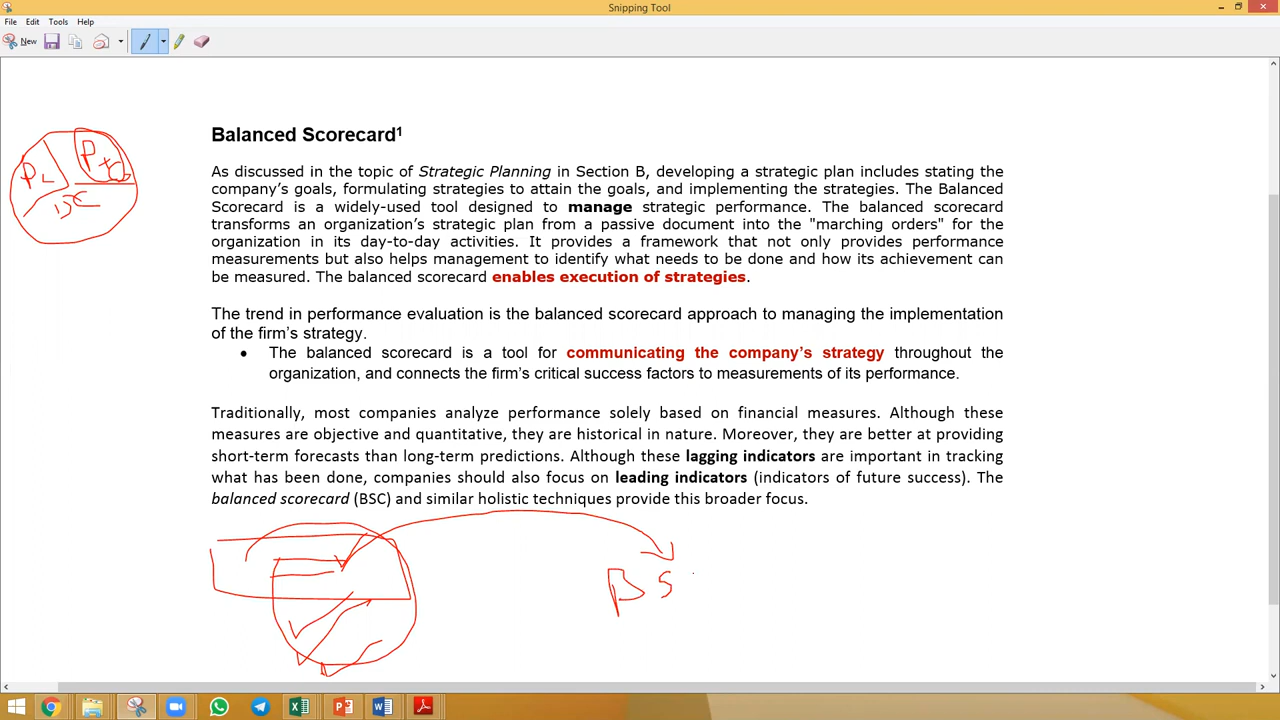 Snipping Tool
File Edit Tools Help
New
Balanced Scorecard¹
As discussed in the topic of Strategic Planning in Section B, developing a strategic plan includes stating the
company's goals, formulating strategies to attain the goals, and implementing the strategies. The Balanced
Scorecard is a widely-used tool designed to manage strategic performance. The balanced scorecard
transforms an organization's strategic plan from a passive document into the "marching orders" for the
organization in its day-to-day activities. It provides a framework that not only provides performance
measurements but also helps management to identify what needs to be done and how its achievement can
be measured. The balanced scorecard enables execution of strategies.
The trend in performance evaluation is the balanced scorecard approach to managing the implementation
of the firm's strategy.
• The balanced scorecard is a tool for communicating the company's strategy throughout the
organization, and connects the firm's critical success factors to measurements of its performance.
Traditionally, most companies analyze performance solely based on financial measures. Although these
measures are objective and quantitative, they are historical in nature. Moreover, they are better at providing
short-term forecasts than long-term predictions. Although these lagging indicators are important in tracking
what has been done, companies should also focus on leading indicators (indicators of future success). The
balanced scorecard (BSC) and similar holistic techniques provide this broader focus.
BS